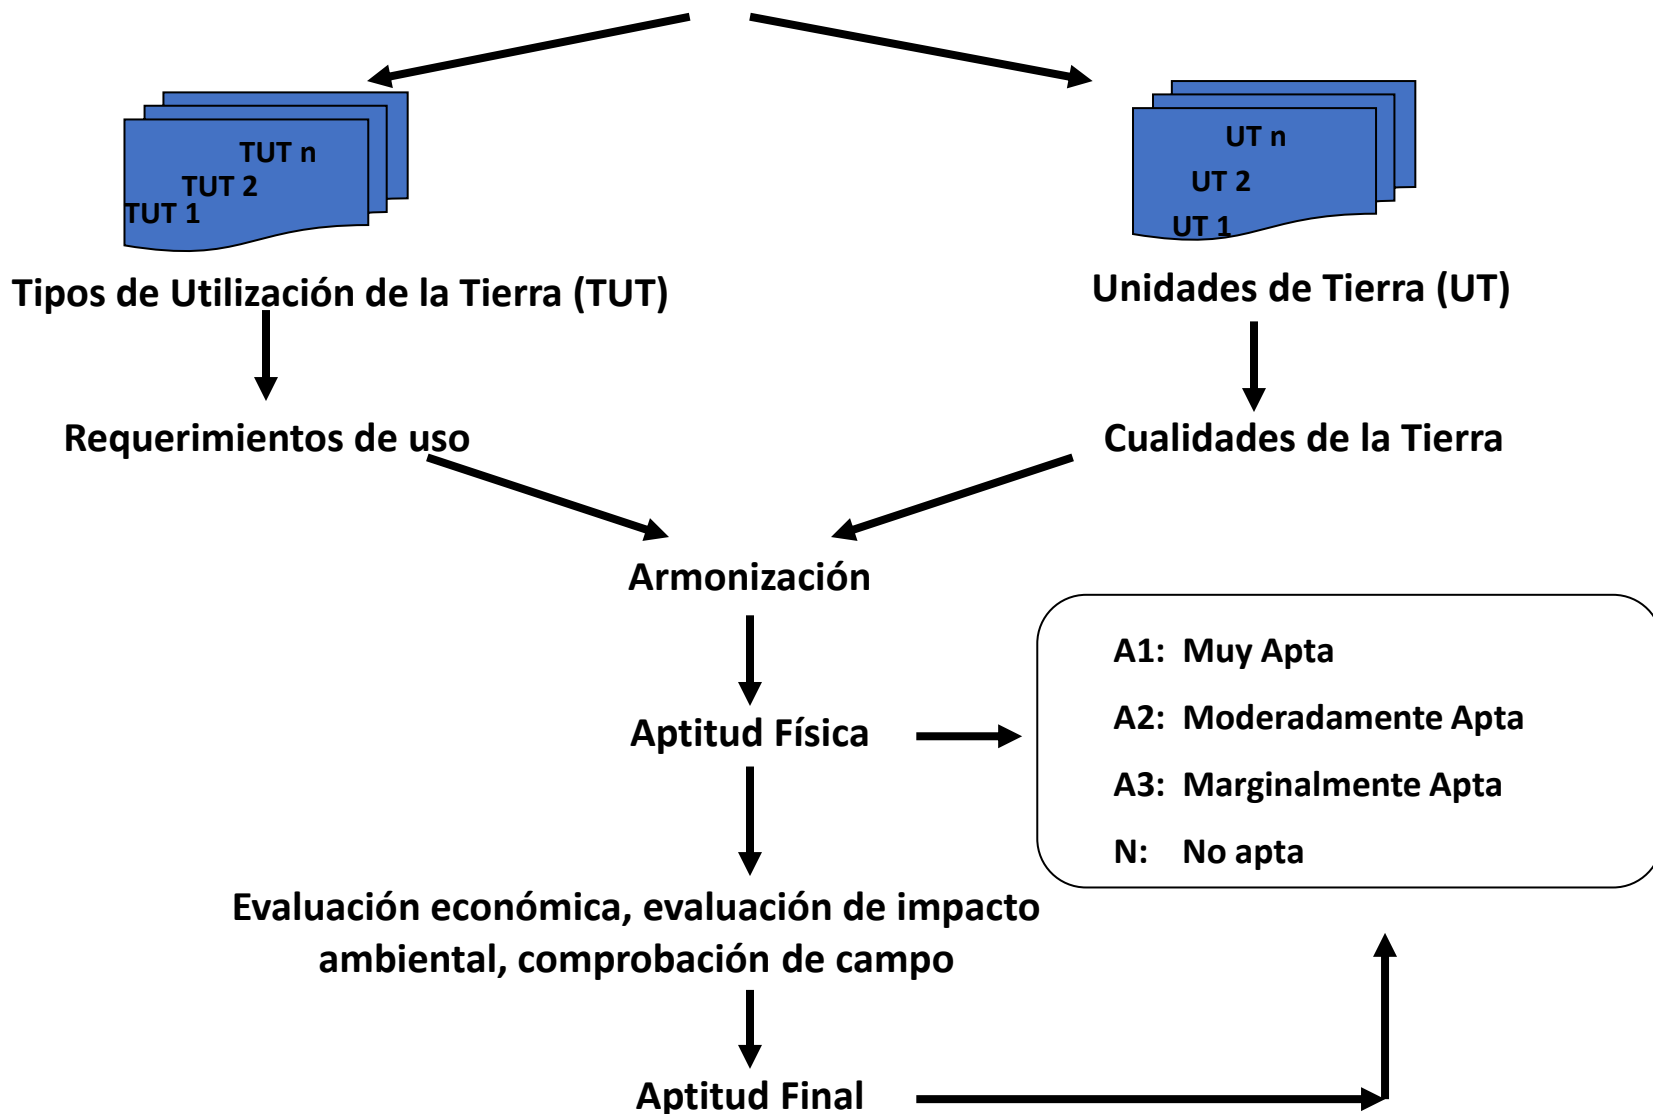 TUT n
TUT 2
TUT 1
UT n
UT 2
UT 1
Tipos de Utilización de la Tierra (TUT)
Unidades de Tierra (UT)
Requerimientos de uso
Cualidades de la Tierra
Armonización
Aptitud Física
A1: Muy Apta
A2: Moderadamente Apta
A3: Marginalmente Apta
N: No apta
Evaluación económica, evaluación de impacto
ambiental, comprobación de campo
Aptitud Final